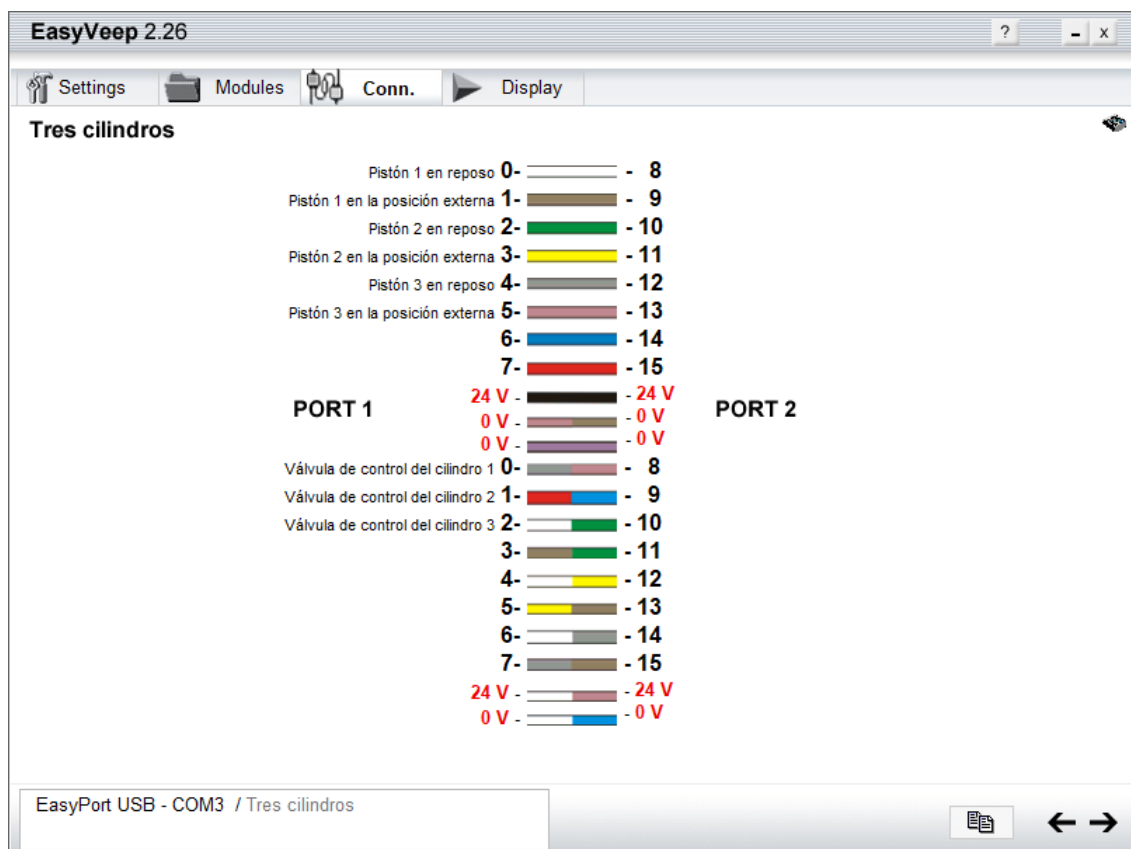 EasyVeep 2.26
? - x
Settings Modules Conn. Display
Tres cilindros
Pistón 1 en reposo 0- - 8
Pistón 1 en la posición externa 1- - 9
Pistón 2 en reposo 2- - 10
Pistón 2 en la posición externa 3- - 11
Pistón 3 en reposo 4- - 12
Pistón 3 en la posición externa 5- - 13
6- - 14
7- - 15
24 V - - 24 V
PORT 1 0 V - - 0 V PORT 2
0 V - - 0 V
Válvula de control del cilindro 1 0- - 8
Válvula de control del cilindro 2 1- - 9
Válvula de control del cilindro 3 2- - 10
3- - 11
4- - 12
5- - 13
6- - 14
7- - 15
24 V - - 24 V
0 V - - 0 V
EasyPort USB - COM3 / Tres cilindros